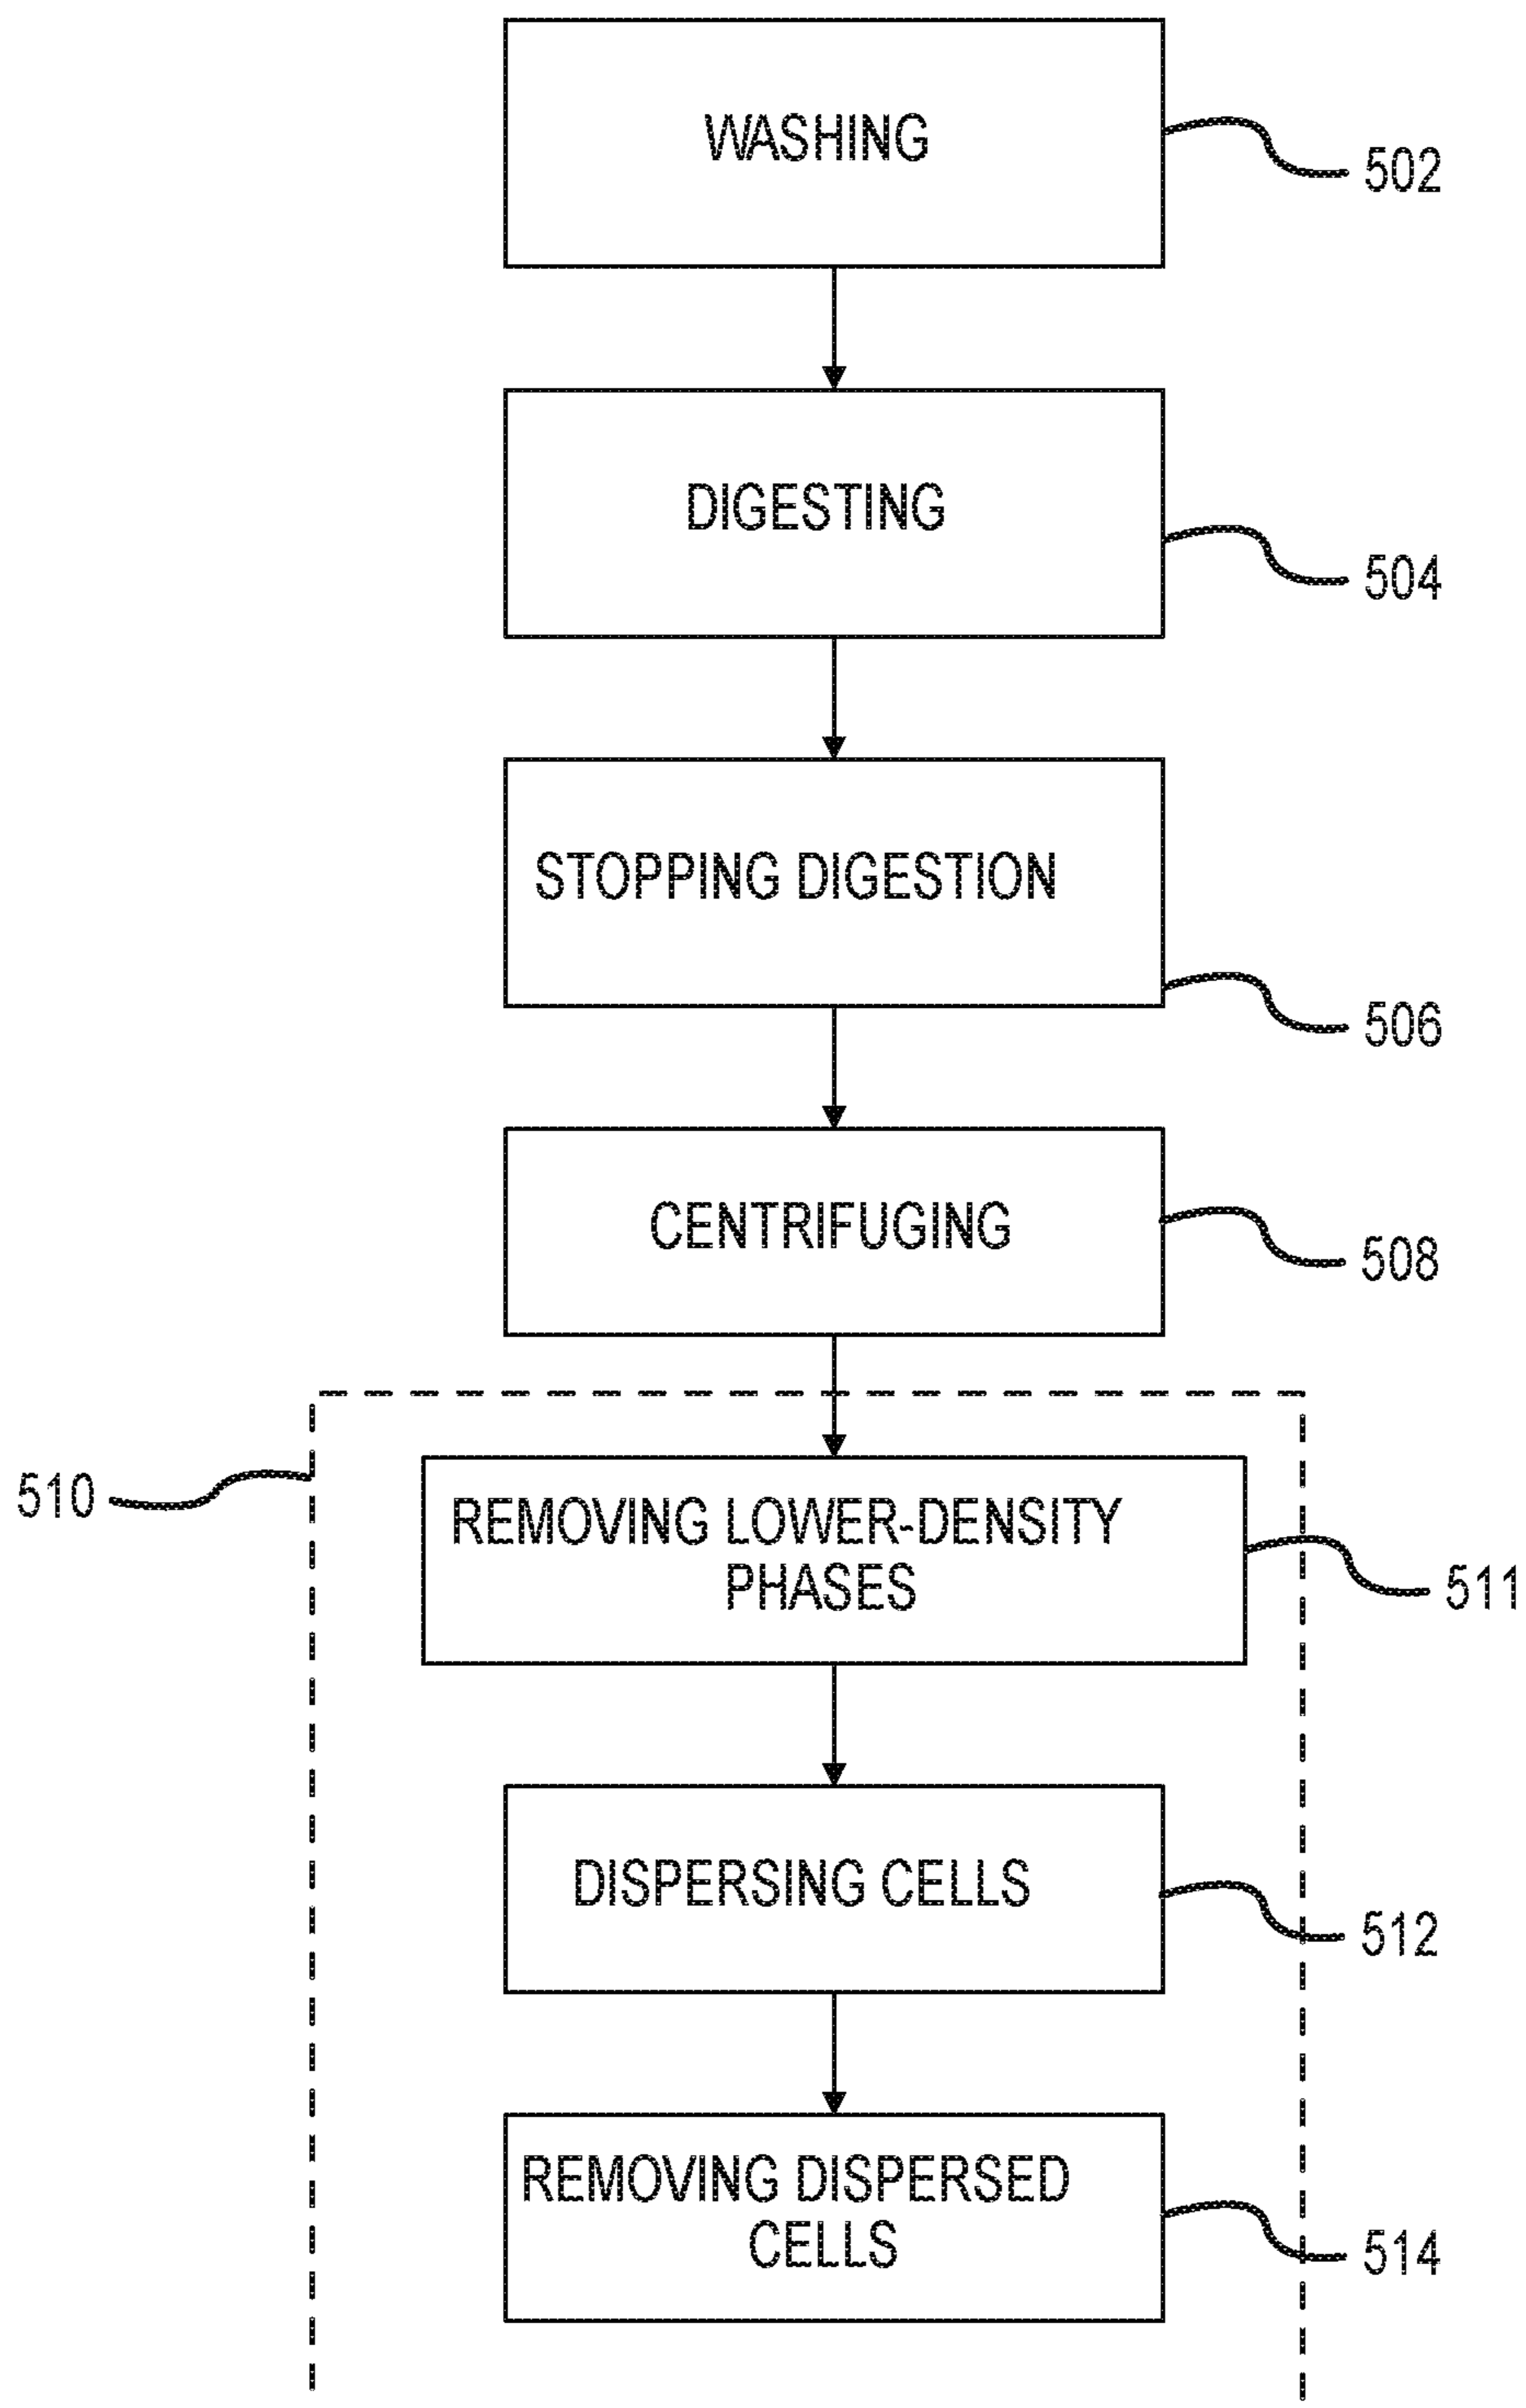 WASHING
502
DIGESTING
504
STOPPING DIGESTION
506
CENTRIFUGING
508
510
REMOVING LOWER-DENSITY
PHASES
511
DISPERSING CELLS
512
REMOVING DISPERSED
CELLS
514